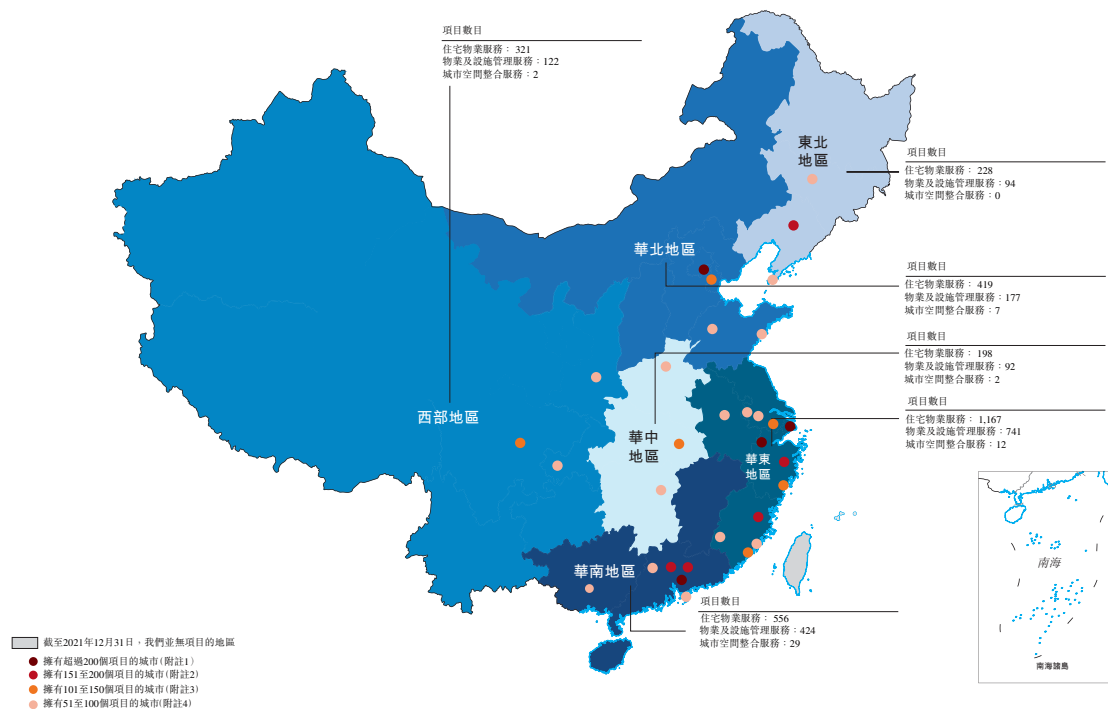 項目數目
住宅物業服務：321
物業及設施管理服務：122
城市空間整合服務：2
東北
地區
項目數目
住宅物業服務：228
物業及設施管理服務：94
城市空間整合服務：0
華北地區
項目數目
住宅物業服務：419
物業及設施管理服務：177
城市空間整合服務：7
項目數目
住宅物業服務：198
物業及設施管理服務：92
城市空間整合服務：2
西部地區
華中
地區
項目數目
住宅物業服務：1,167
物業及設施管理服務：741
城市空間整合服務：12
華東
地區
南海
南海諸島
華南地區
項目數目
住宅物業服務：556
物業及設施管理服務：424
城市空間整合服務：29
截至2021年12月31日，我們並無項目的地區
擁有超過200個項目的城市(附註1)
擁有151至200個項目的城市(附註2)
擁有101至150個項目的城市(附註3)
擁有51至100個項目的城市(附註4)